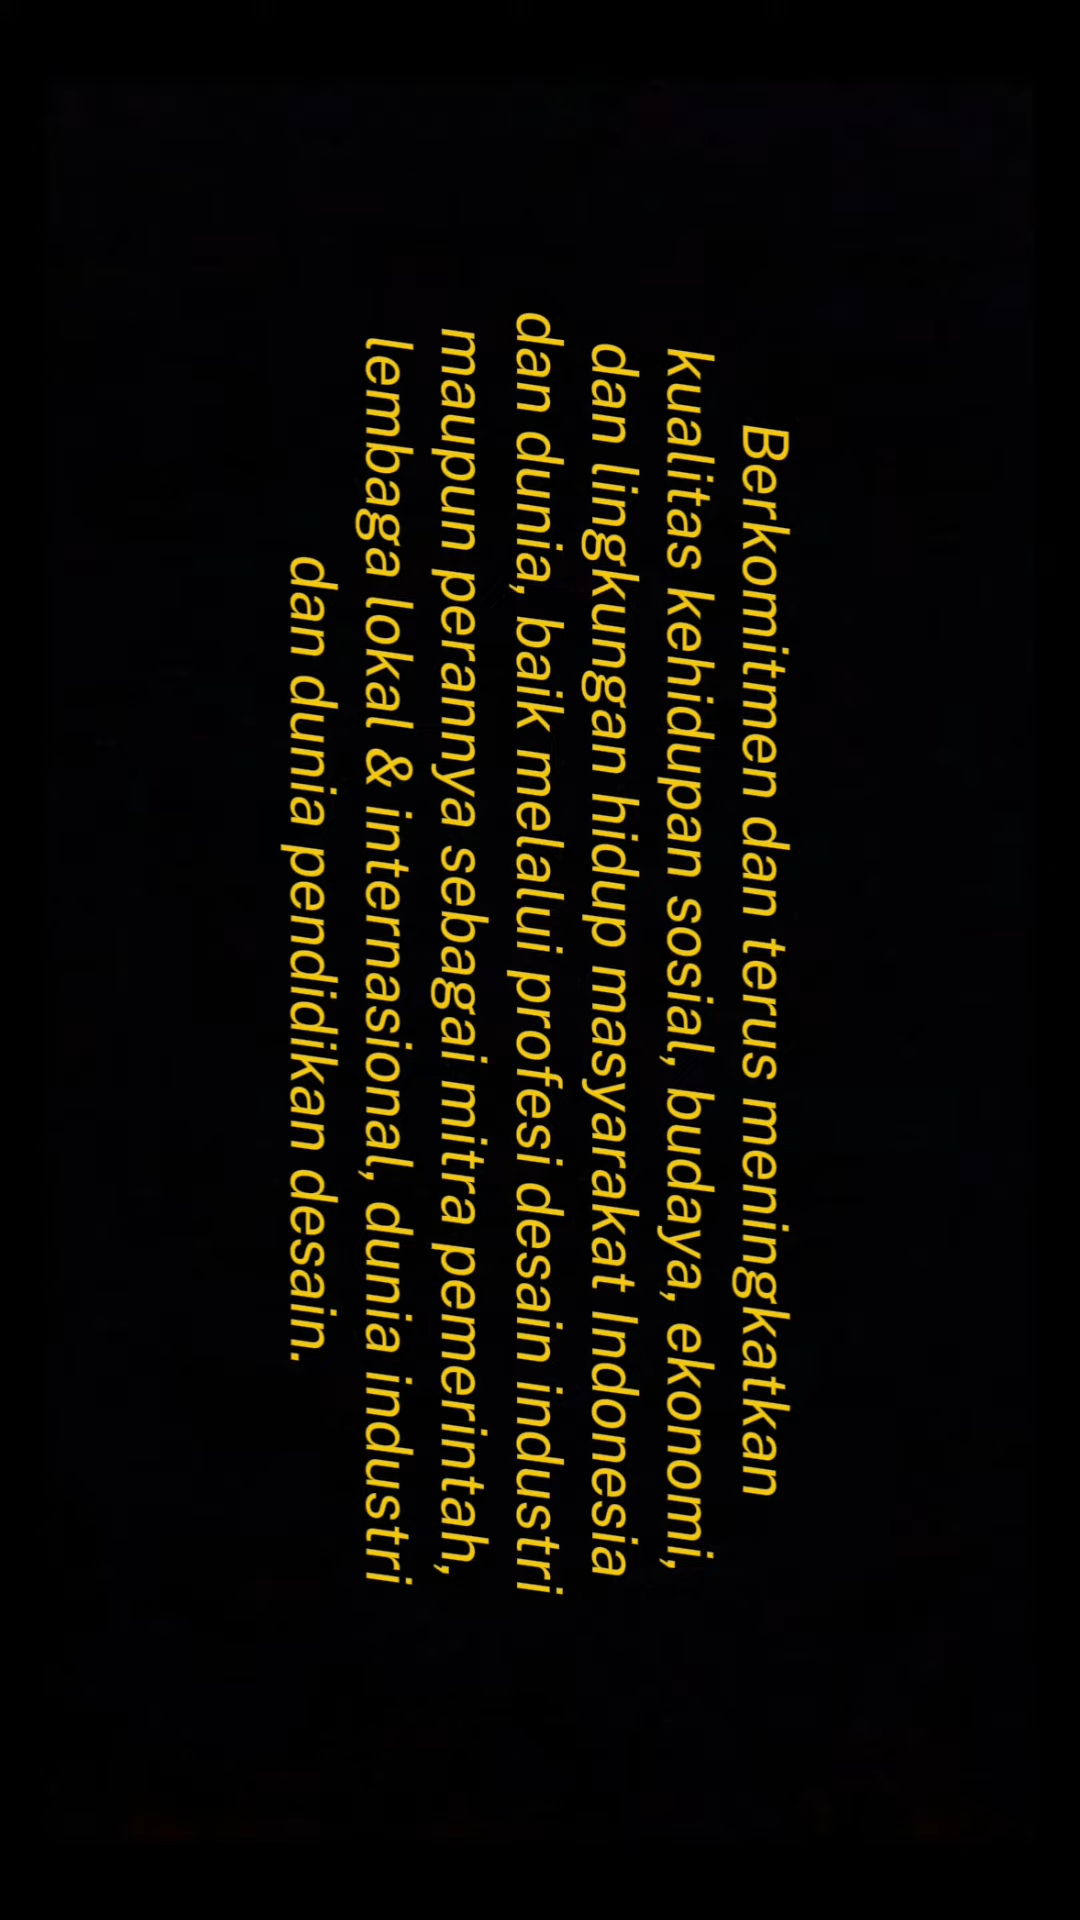 Berkomitmen dan terus meningkatkan
kualitas kehidupan sosial, budaya, ekonomi,
dan lingkungan hidup masyarakat Indonesia
dan dunia, baik melalui profesi desain industri
maupun perannya sebagai mitra pemerintah,
lembaga lokal & internasional, dunia industri
dan dunia pendidikan desain.